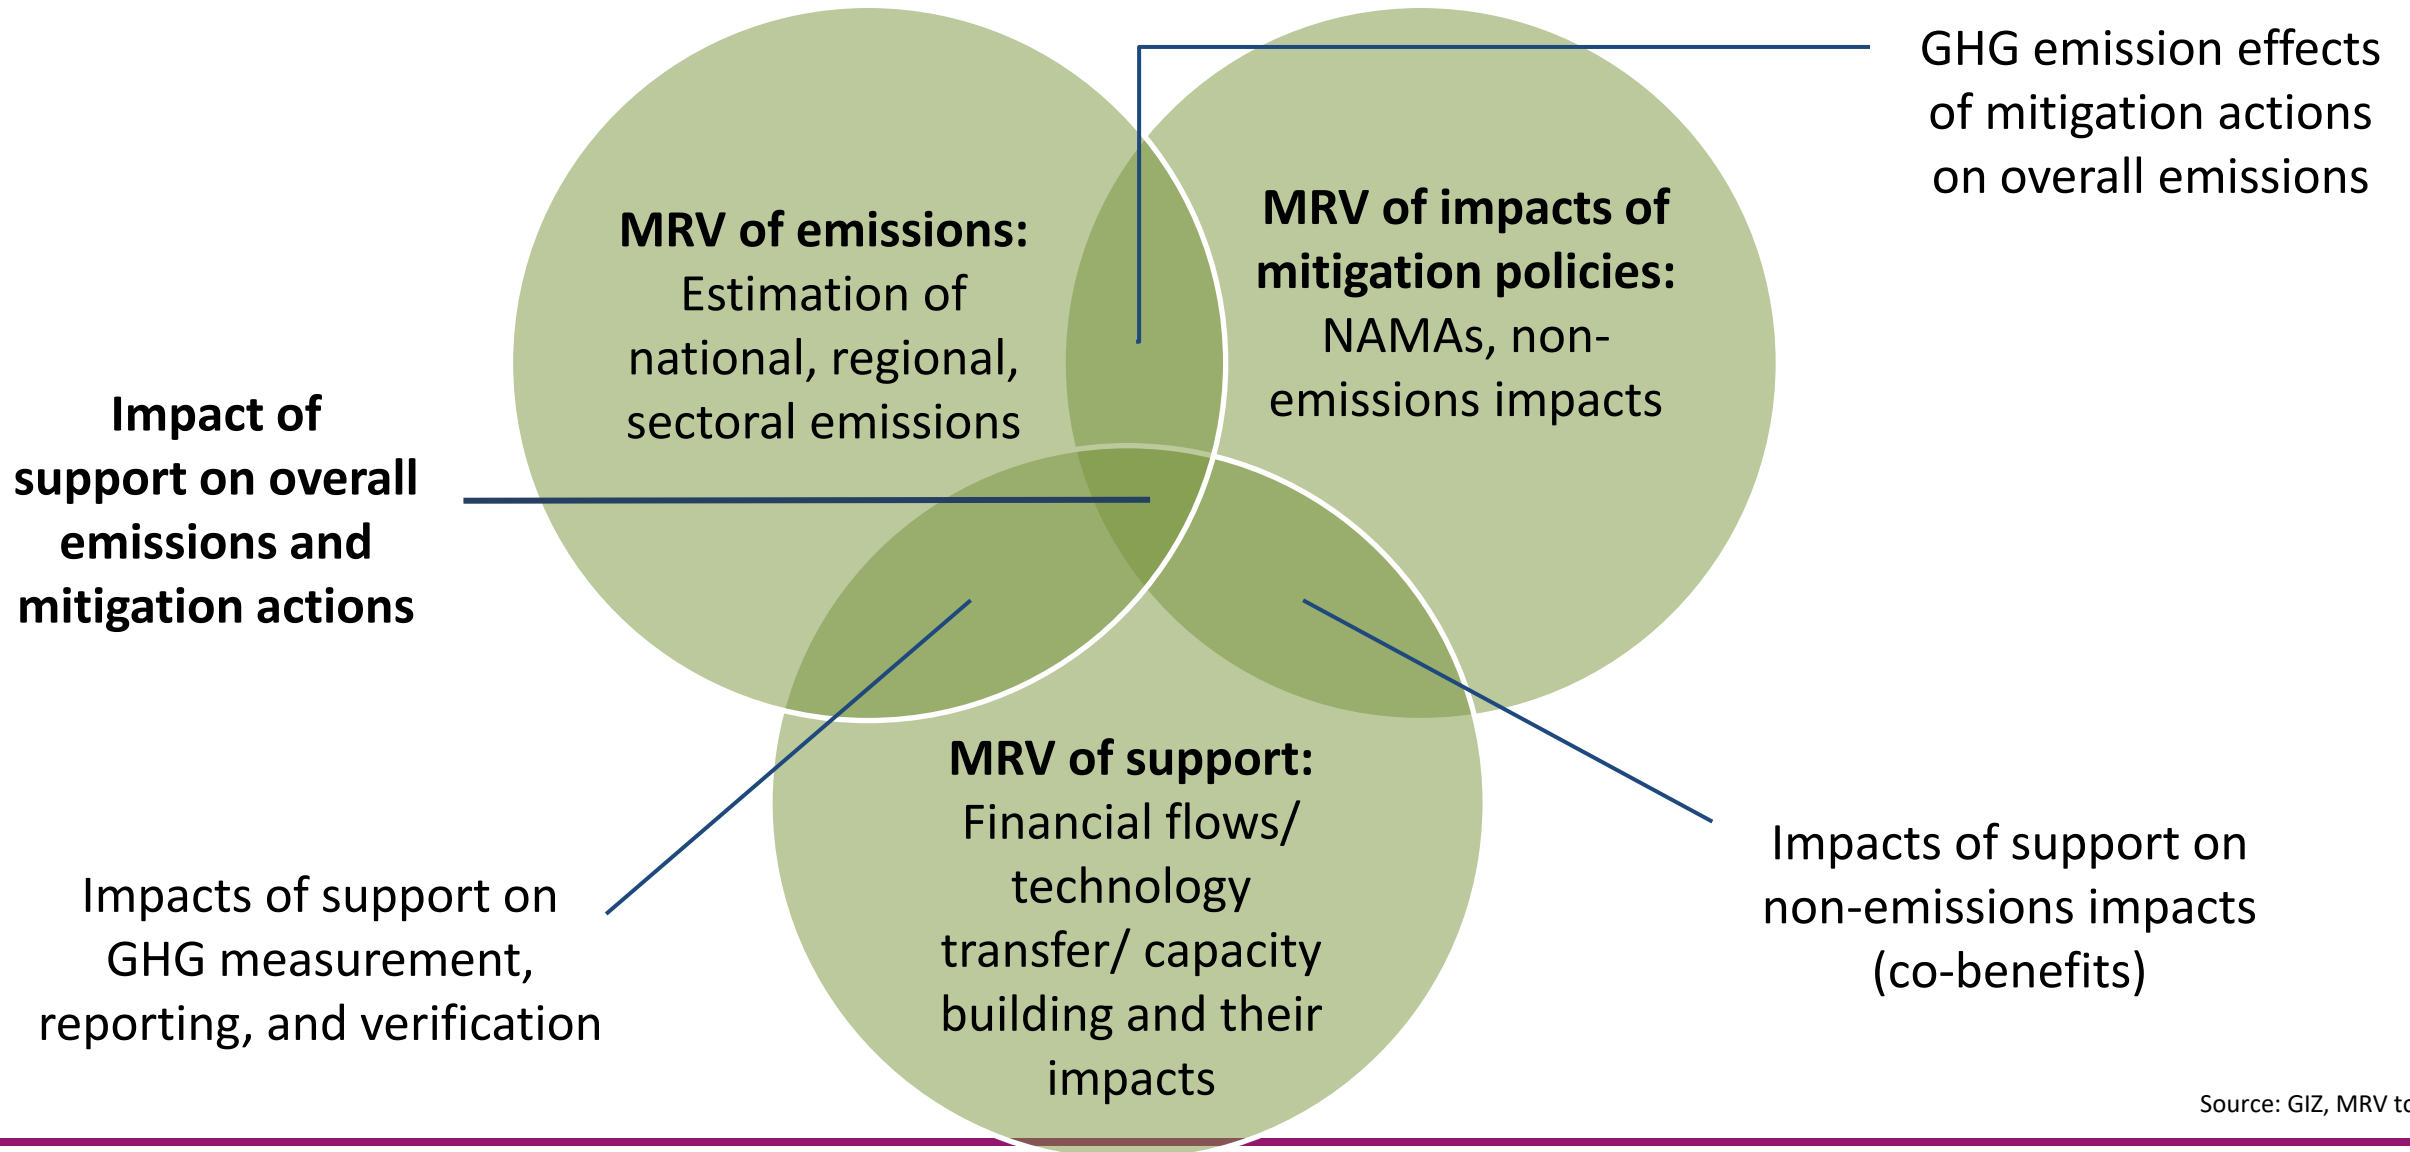 GHG emission effects
of mitigation actions
on overall emissions
MRV of emissions:
Estimation of
national, regional,
sectoral emissions
MRV of impacts of
mitigation policies:
NAMAs, non-
emissions impacts
Impact of
support on overall
emissions and
mitigation actions
MRV of support:
Financial flows/
technology
transfer/ capacity
building and their
impacts
Impacts of support on
GHG measurement,
reporting, and verification
Impacts of support on
non-emissions impacts
(co-benefits)
Source: GIZ, MRV